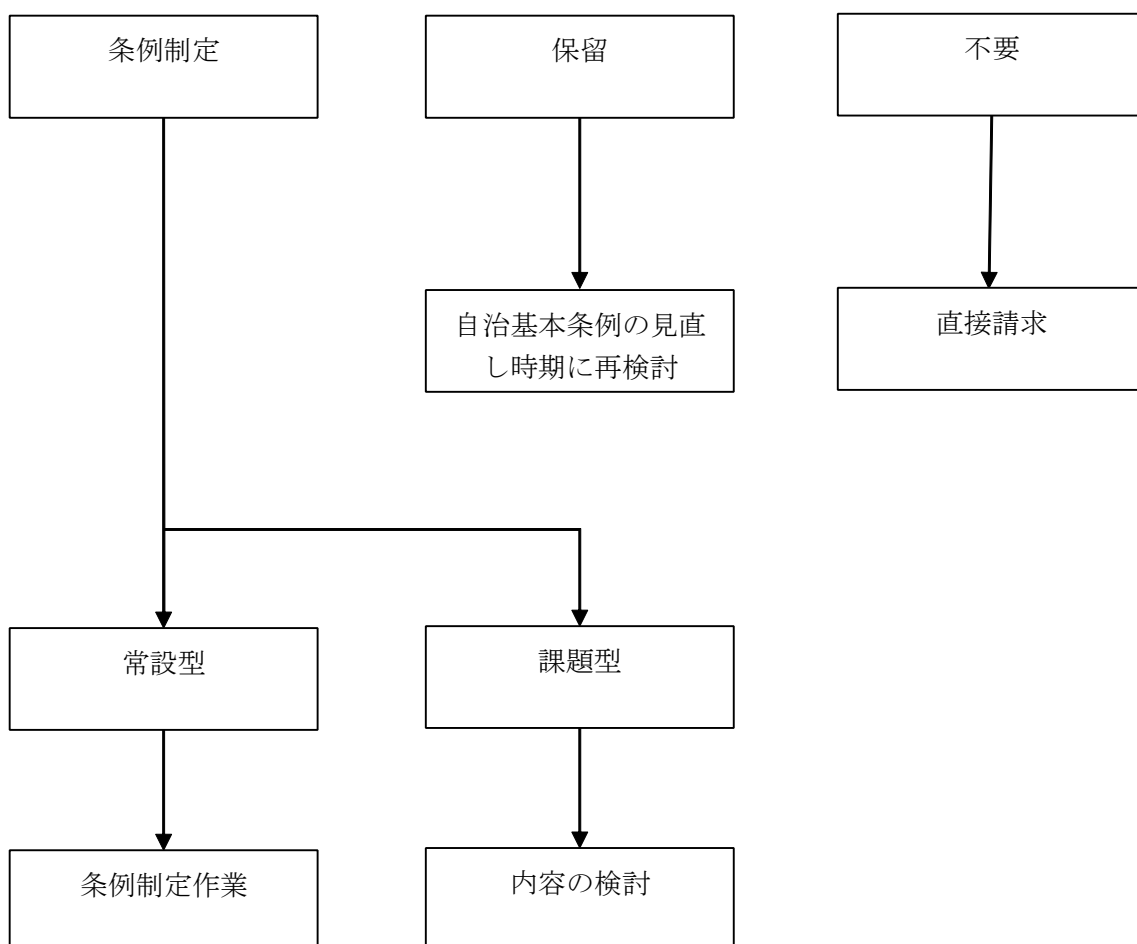 条例制定
保留
不要
自治基本条例の見直
し時期に再検討
直接請求
常設型
課題型
条例制定作業
内容の検討